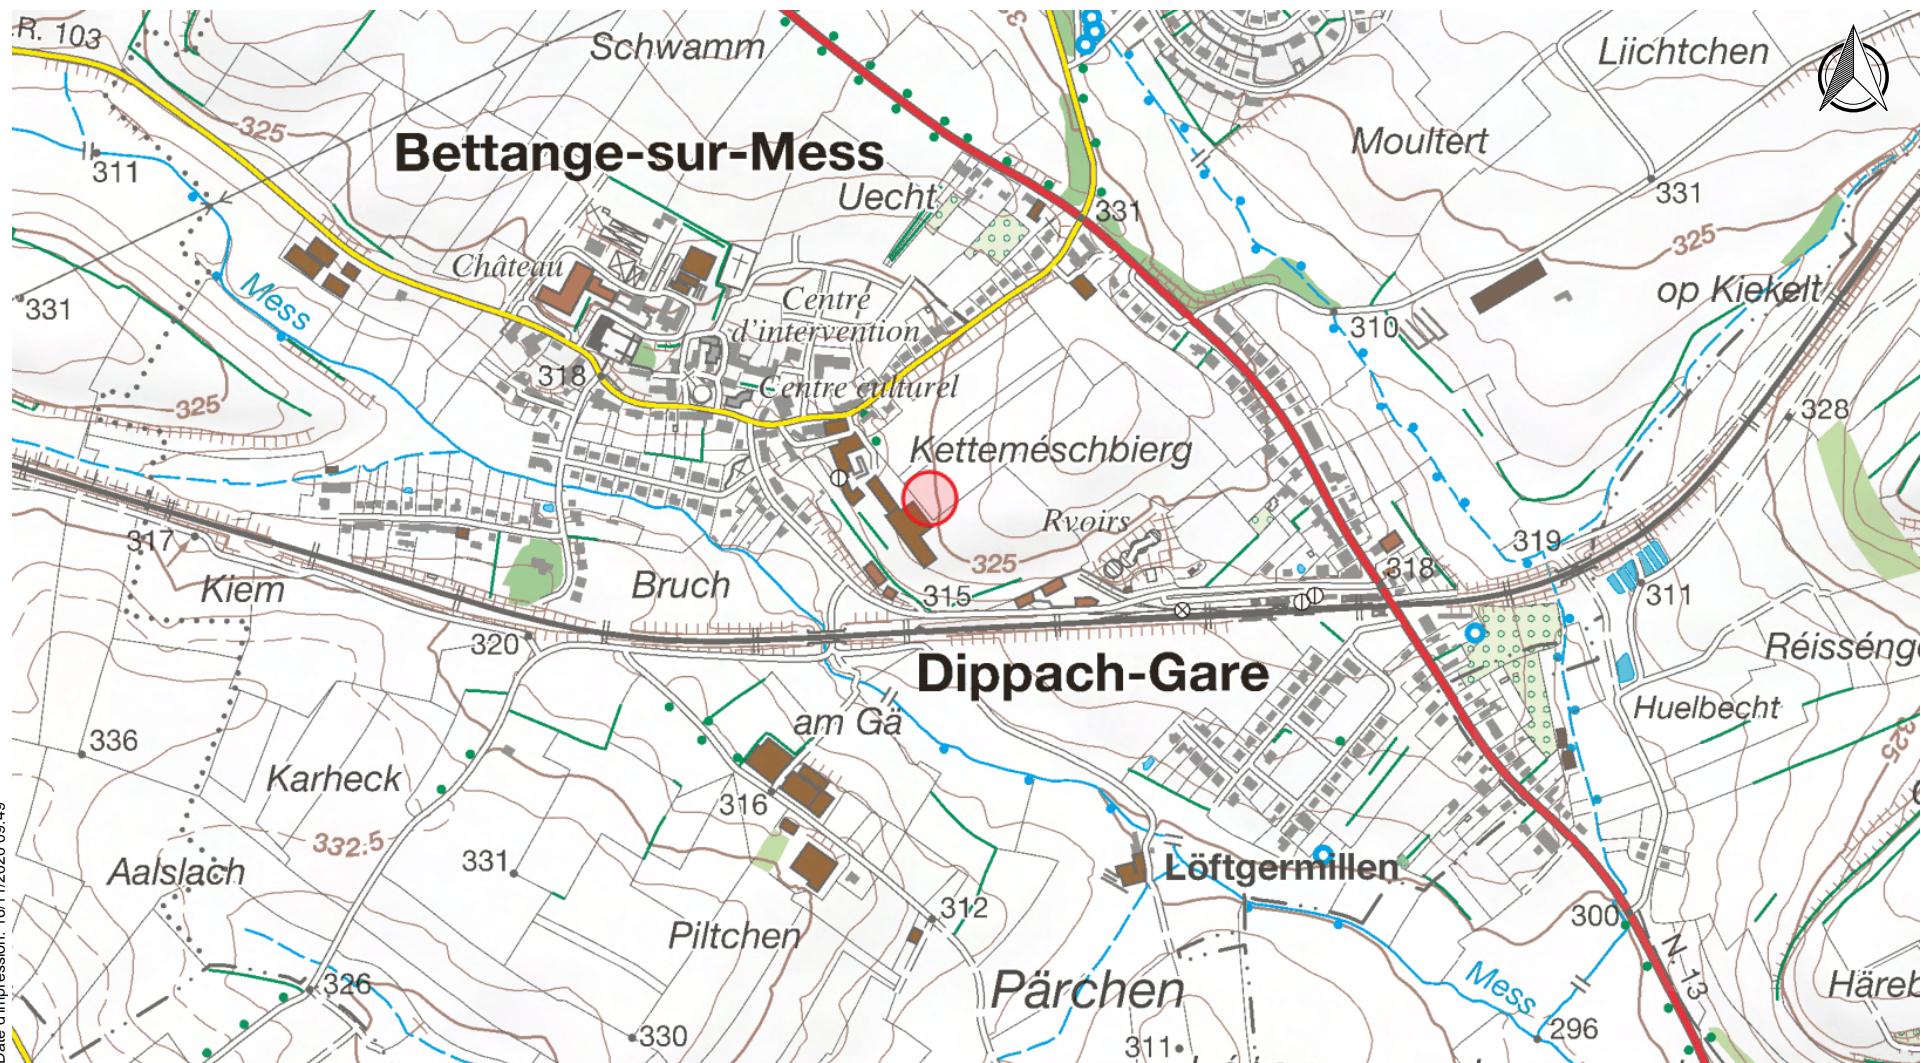 .R. 103
Schwamm
Liichtchen
325
Bettange-sur-Mess
Moultert
311
Uecht
331
331
325
Château
Mess
Centre
d'intervention
op Kiekelt
331
310
318
Centre culturel
325
328
Ketteméschbierg
Rvoirs
317
319
325
318
Kiem
Bruch
315
311
320
Dippach-Gare
Réisséng
Huelbecht
am Gä
336
325
Karheck
316
332.5
331
Aalslach
Löftgermillen
312
300
Piltchen
N. 13
326
Pärchen
Mess
Häreb
330
296
311